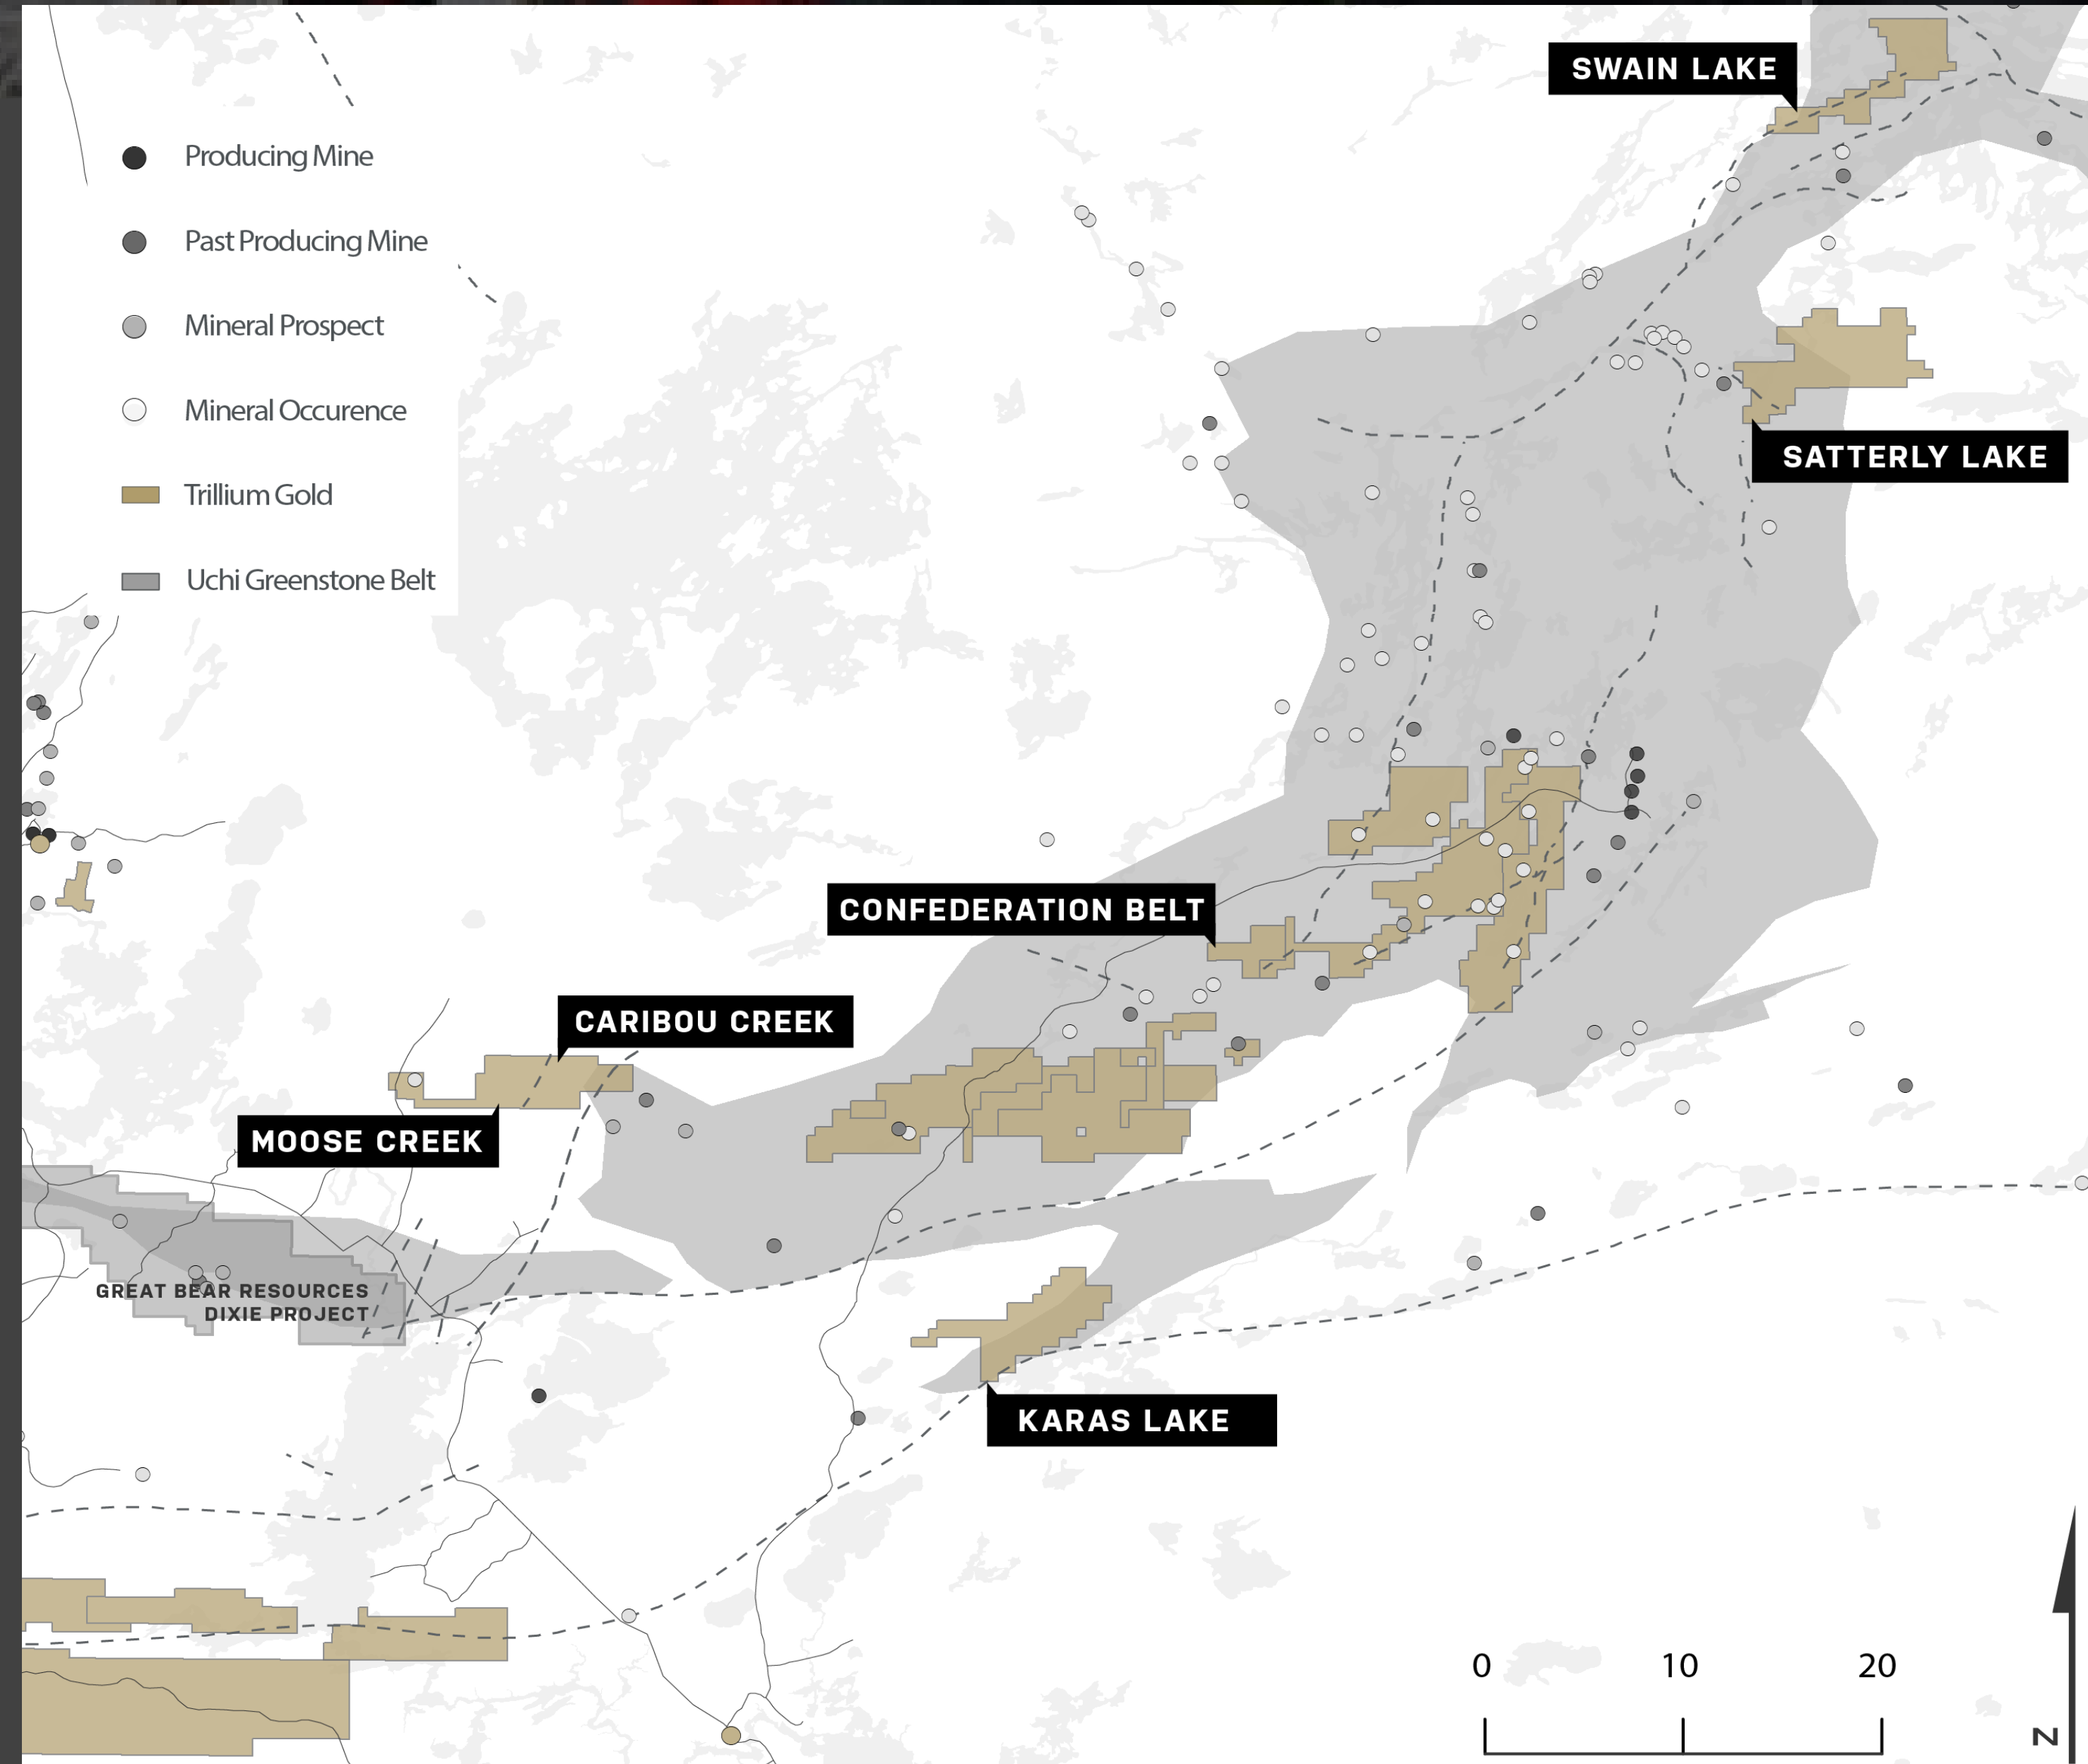 SWAIN LAKE
Producing Mine
Past Producing Mine
Mineral Prospect
Mineral Occurence
Trillium Gold
Uchi Greenstone Belt
SATTERLY LAKE
CONFEDERATION BELT
CARIBOU CREEK
MOOSE CREEK
GREAT BEAR RESOURCES
DIXIE PROJECT
KARAS LAKE
0 10 20
N